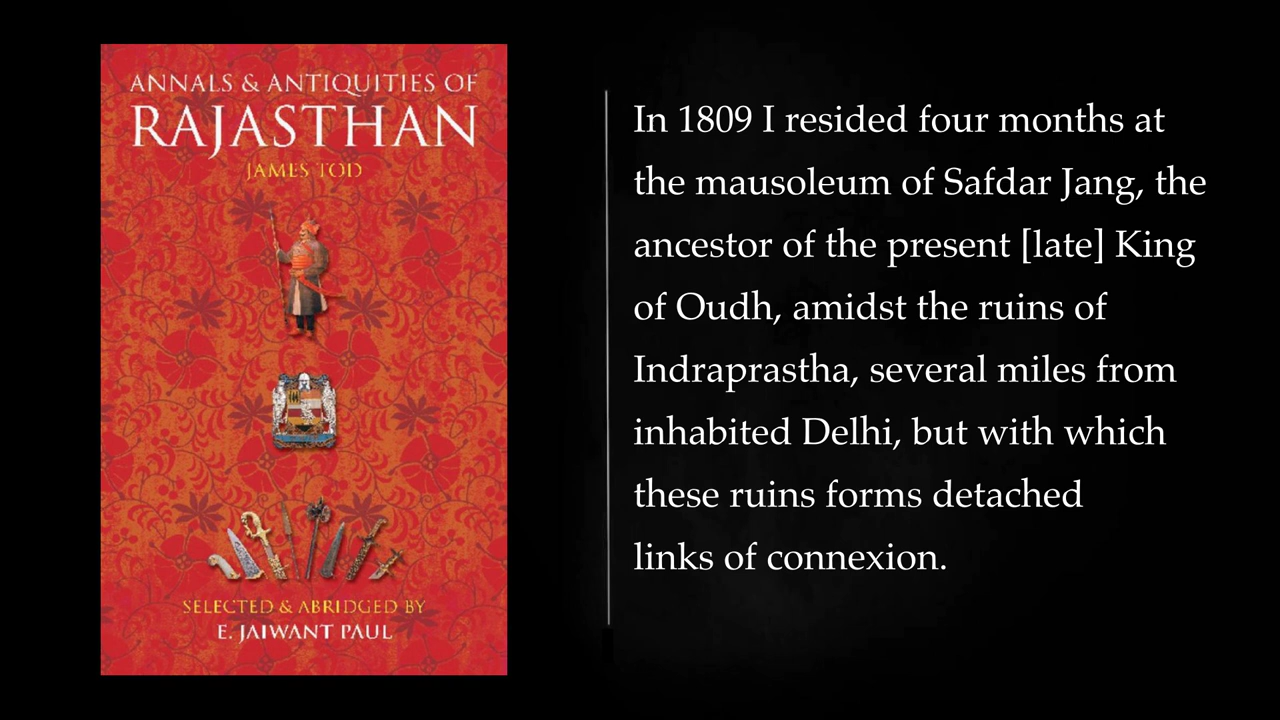 ANNALS & ANTIQUITIES OF
RAJASTHAN
JAMES TOD
SELECTED & ABRIDGED BY
E. JAIWANT PAUL
In 1809 I resided four months at
the mausoleum of Safdar Jang, the
ancestor of the present [late] King
of Oudh, amidst the ruins of
Indraprastha, several miles from
inhabited Delhi, but with which
these ruins forms detached
links of connexion.